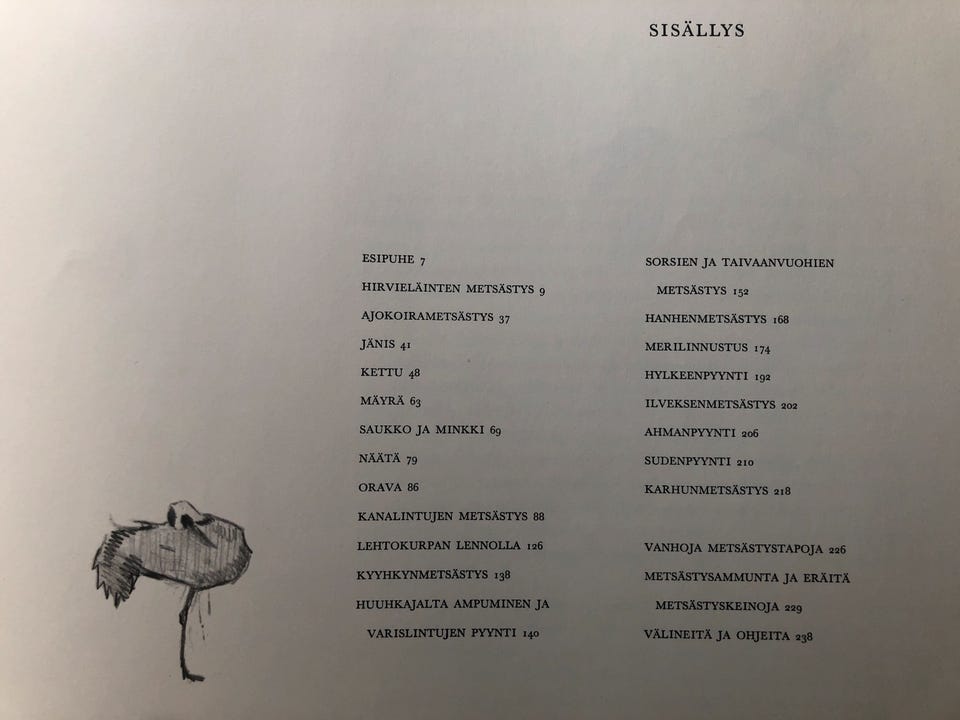 SISÄLLYS
ESIPUHE 7
HIRVIELÄINTEN METSÄSTYS 9
AJOKOIRAMETSÄSTYS 37
JÄNIS 41
KETTU 48
MÄYRÄ 63
SAUKKO JA MINKKI 69
NÄÄTÄ 79
ORAVA 86
KANALINTUJEN METSÄSTYS 88
LEHTOKURPAN LENNOLLA 126
KYYHKYNMETSÄSTYS 138
HUUHKAJALTA AMPUMINEN JA
VARISLINTUJEN PYYNTI 140
SORSIEN JA TAIVAANVUOHIEN
METSÄSTYS 152
HANHENMETSÄSTYS 168
MERILINNUSTUS 174
HYLKEENPYYNTI 192
ILVEKSENMETSÄSTYS 202
AHMANPYYNTI 206
SUDENPYYNTI 210
KARHUNMETSÄSTYS 218
VANHOJA METSÄSTYSTAPOJA 226
METSÄSTYSAMMUNTA JA ERÄITÄ
METSÄSTYSKEINOJA 229
VÄLINEITÄ JA OHJEITA 238